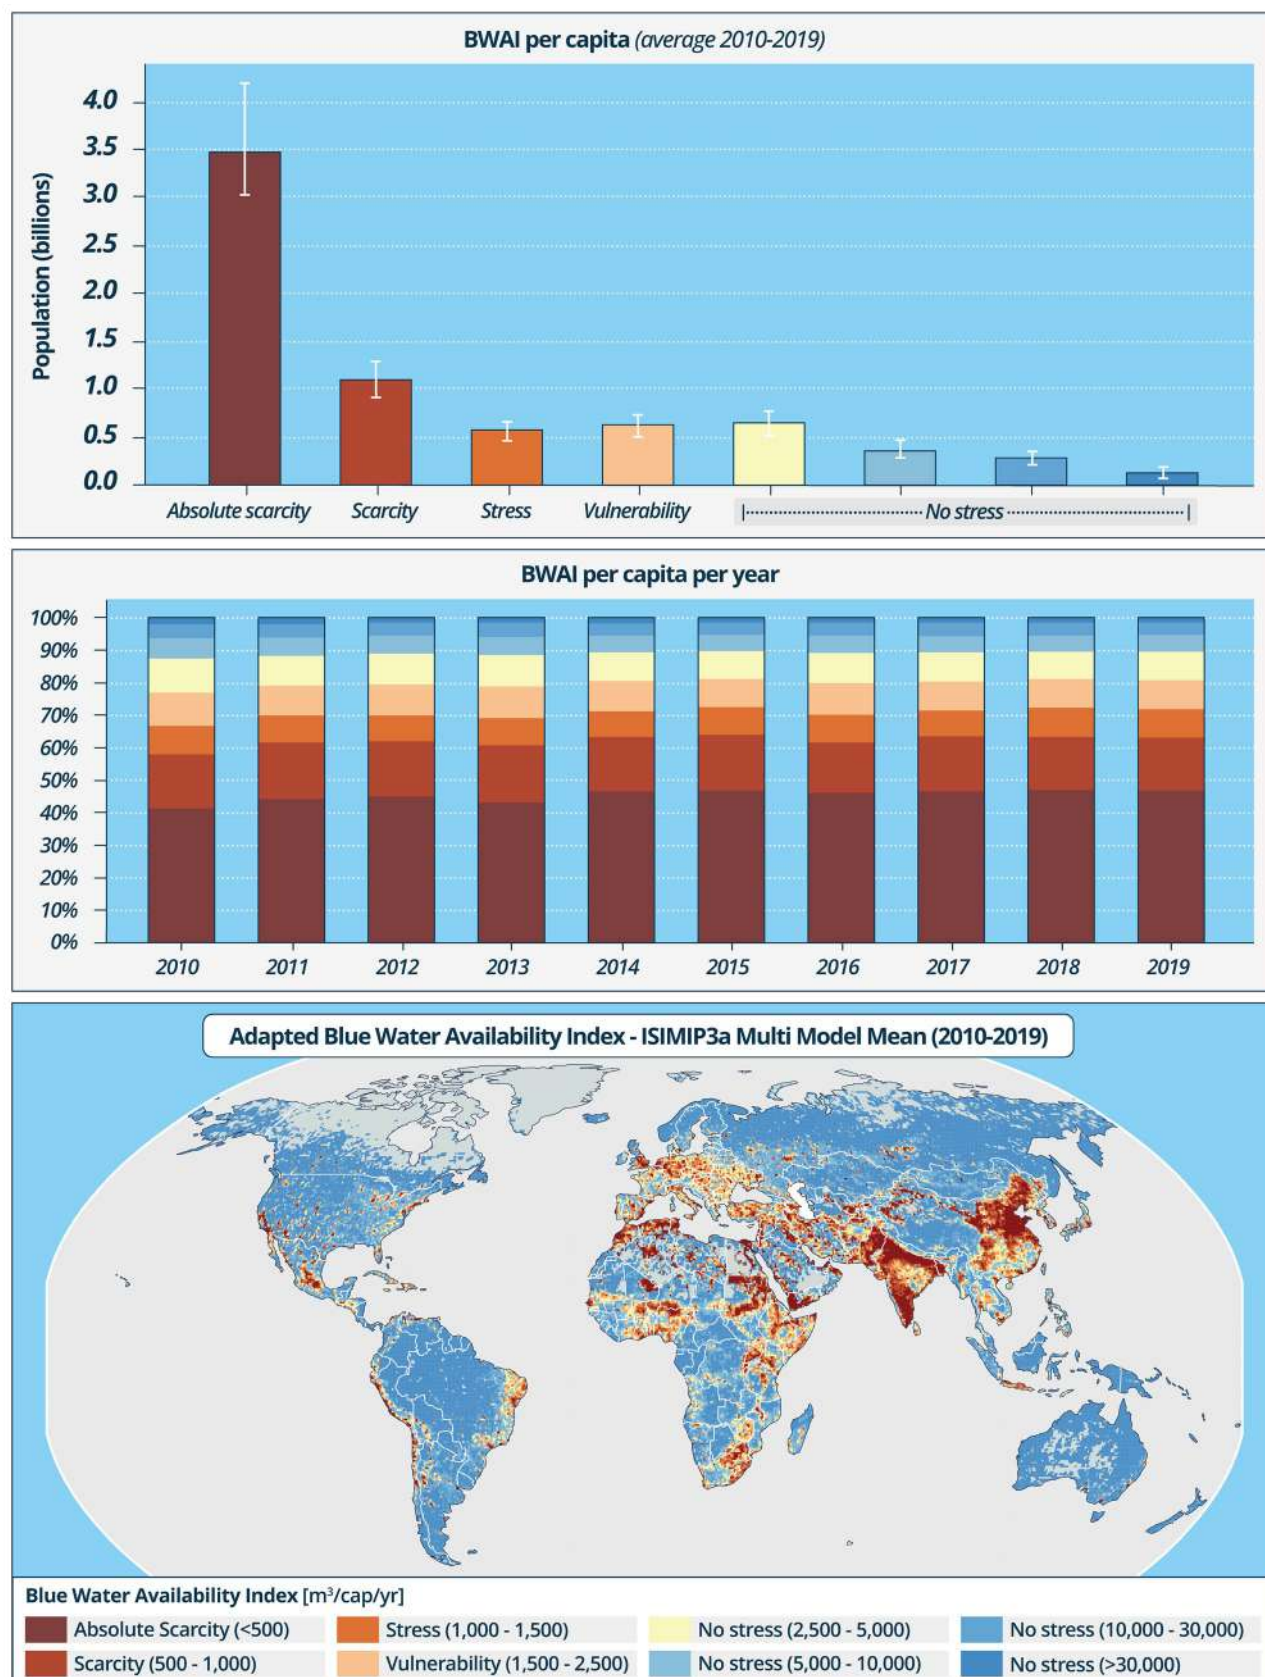 BWAI per capita (average 2010-2019)
Population (billions)
4.0
3.5
3.0
2.5
2.0
1.5
1.0
0.5
0.0
Absolute scarcity Scarcity Stress Vulnerability No stress
BWAI per capita per year
100%
90%
80%
70%
60%
50%
40%
30%
20%
10%
0%
2010 2011 2012 2013 2014 2015 2016 2017 2018 2019
Adapted Blue Water Availability Index - ISIMIP3a Multi Model Mean (2010-2019)
Blue Water Availability Index [m³/cap/yr]
Absolute Scarcity (<500) Stress (1,000 - 1,500) No stress (2,500 - 5,000) No stress (10,000 - 30,000)
Scarcity (500 - 1,000) Vulnerability (1,500 - 2,500) No stress (5,000 - 10,000) No stress (>30,000)